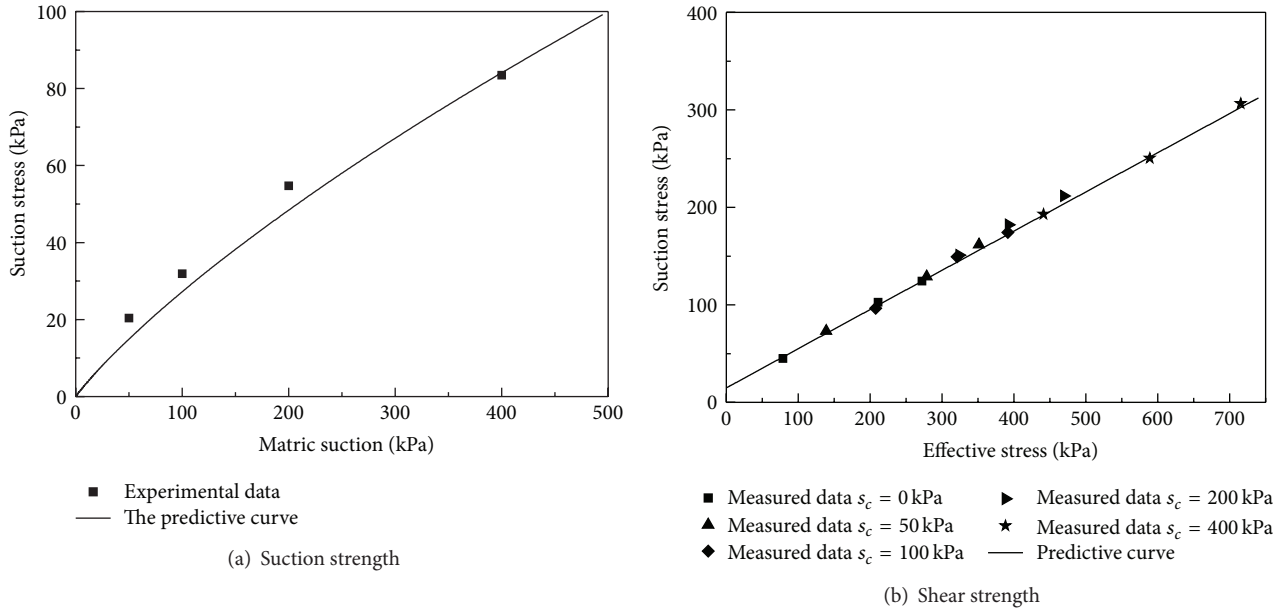 100
80
60
40
20
0
Suction stress (kPa)
0 100 200 300 400 500
Matric suction (kPa)
Experimental data
The predictive curve
(a) Suction strength
400
300
200
100
0
Suction stress (kPa)
0 100 200 300 400 500 600 700
Effective stress (kPa)
Measured data s_c = 0 kPa
Measured data s_c = 50 kPa
Measured data s_c = 100 kPa
Measured data s_c = 200 kPa
Measured data s_c = 400 kPa
Predictive curve
(b) Shear strength